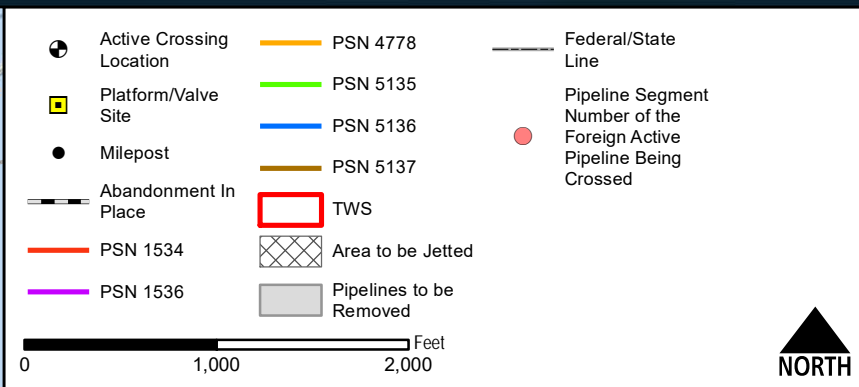 Active Crossing
Location
Platform/Valve
Site
Milepost
Abandonment In
Place
PSN 1534
PSN 1536
PSN 4778
PSN 5135
PSN 5136
PSN 5137
TWS
Area to be Jetted
Pipelines to be
Removed
Federal/State
Line
Pipeline Segment
Number of the
Foreign Active
Pipeline Being
Crossed
Feet
0 1,000 2,000
NORTH